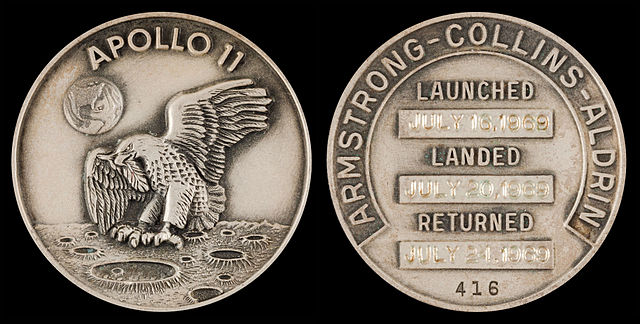 APOLLO 11
ARMSTRONG-COLLINS-ALDRIN
LAUNCHED
JULY 16,1969
LANDED
JULY 20,1969
RETURNED
JULY 24,1969
416